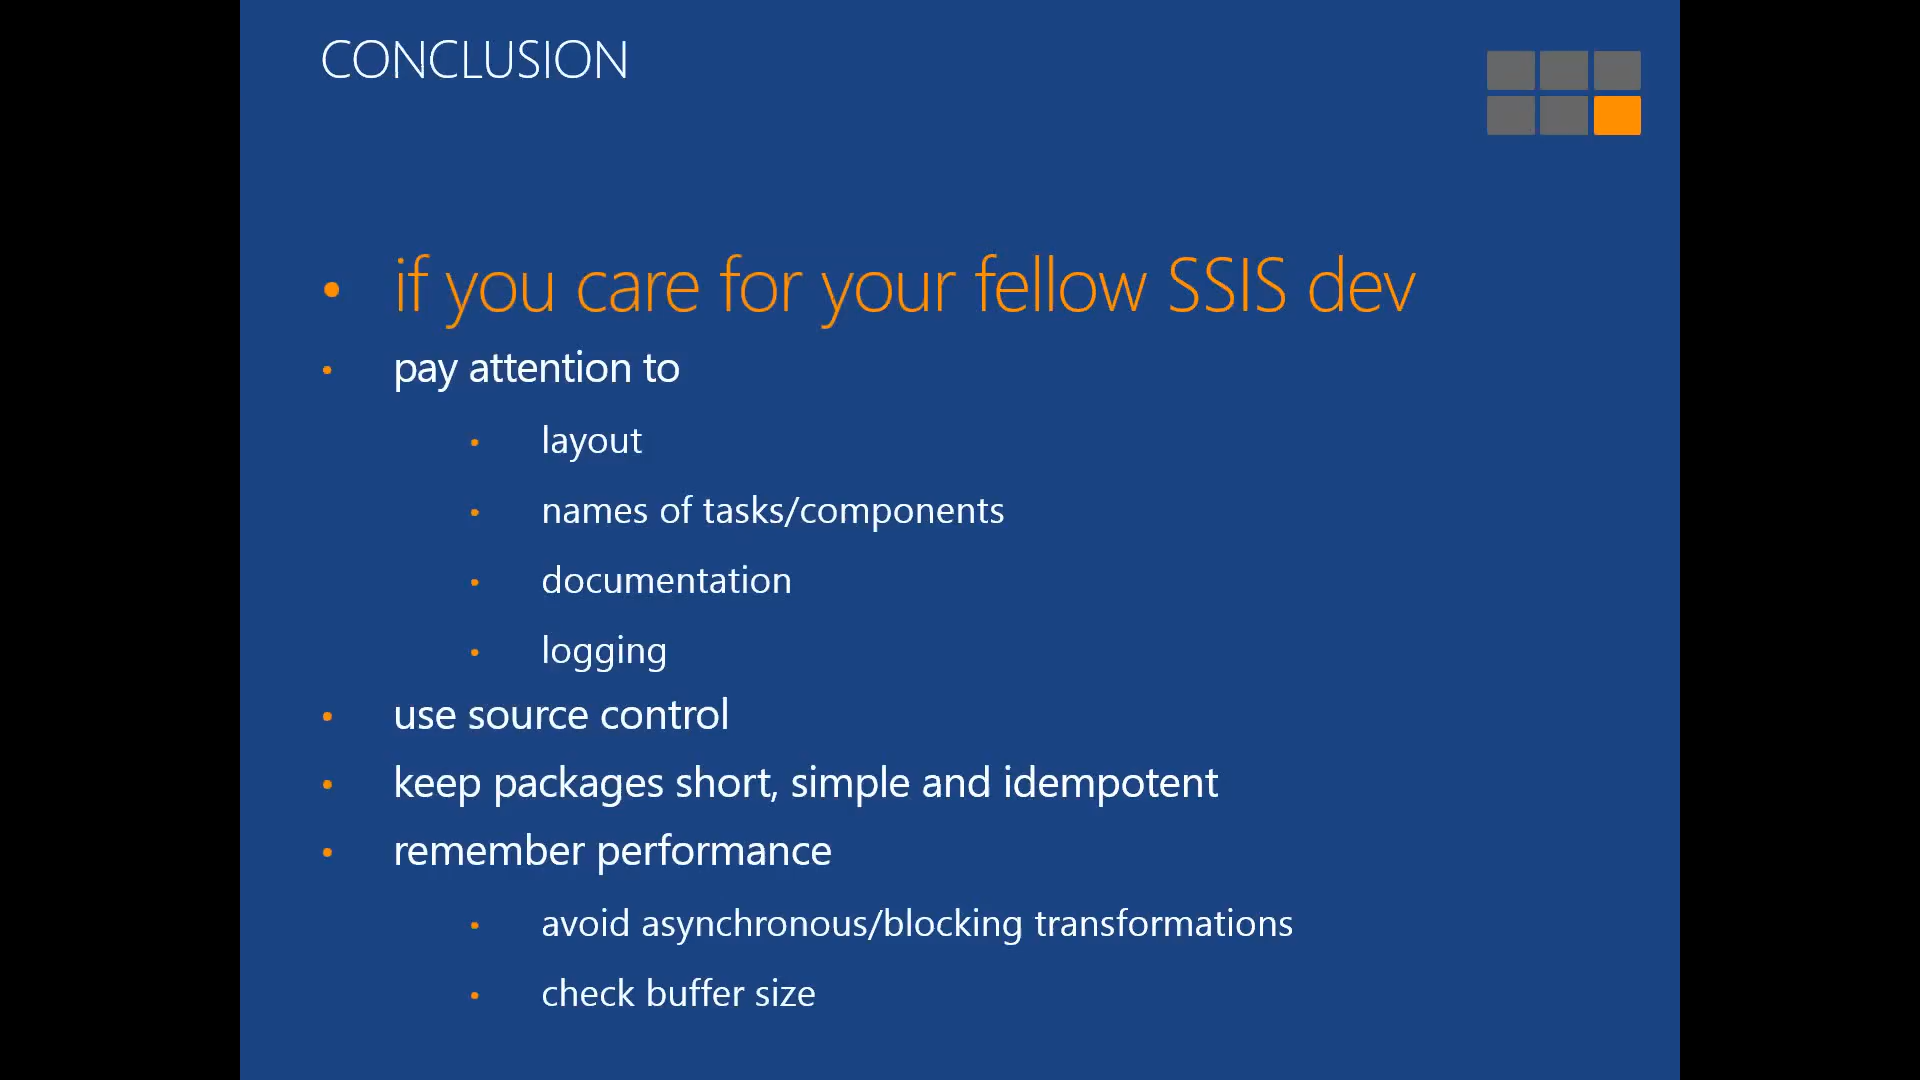 CONCLUSION
• if you care for your fellow SSIS dev
• pay attention to
• layout
• names of tasks/components
• documentation
• logging
• use source control
• keep packages short, simple and idempotent
• remember performance
• avoid asynchronous/blocking transformations
• check buffer size